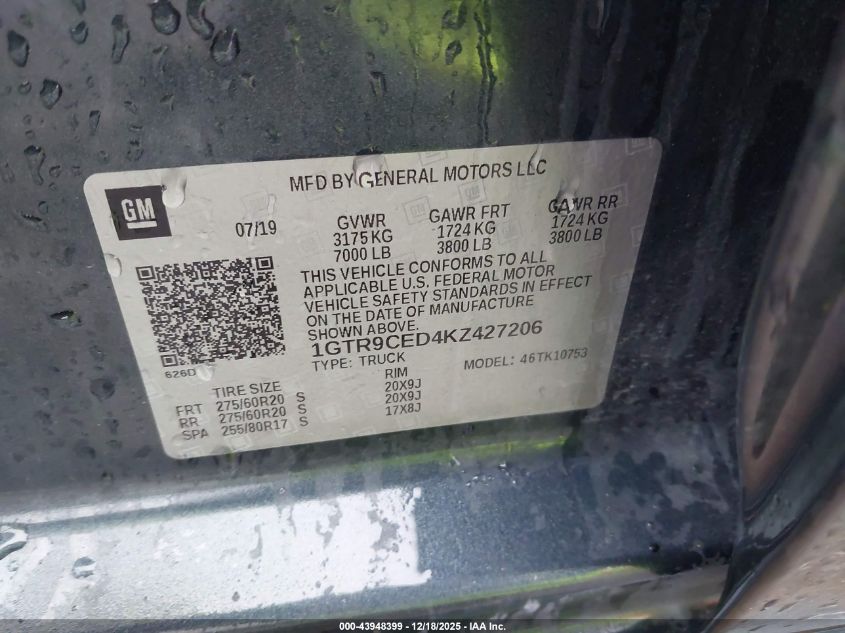 MFD BY GENERAL MOTORS LLC
GM
07/19
GVWR
3175 KG
7000 LB
GAWR FRT
1724 KG
3800 LB
GAWR RR
1724 KG
3800 LB
THIS VEHICLE CONFORMS TO ALL
APPLICABLE U.S. FEDERAL MOTOR
VEHICLE SAFETY STANDARDS IN EFFECT
ON THE DATE OF MANUFACTURE
SHOWN ABOVE.
1GTR9CED4KZ427206
TYPE: TRUCK MODEL: 46TK10753
626D
TIRE SIZE RIM
FRT 275/60R20 S 20X9J
RR 275/60R20 S 20X9J
SPA 255/80R17 S 17X8J
000-43948399 - 12/18/2025 - IAA Inc.